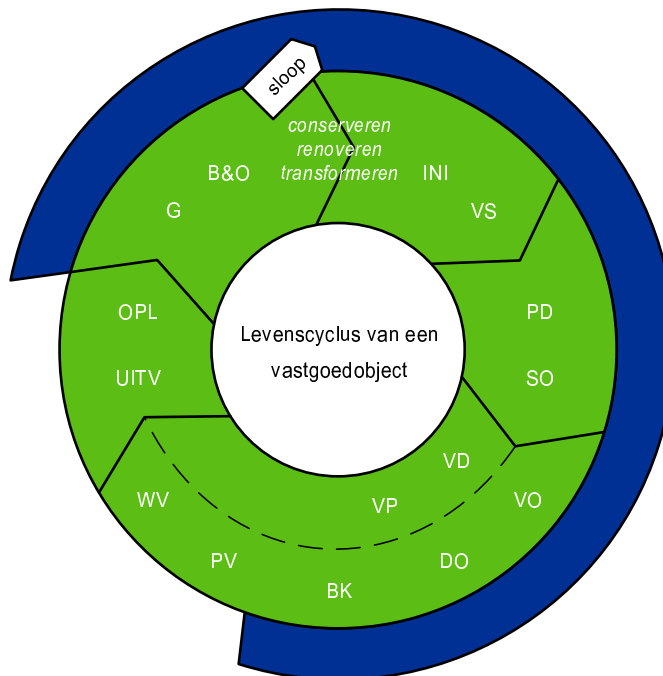 sloop
conserveren
renoveren
transformeren
B&O
G
INI
VS
OPL
UITV
Levenscyclus van een
vastgoedobject
PD
SO
VD
VP
WV
VO
PV
DO
BK